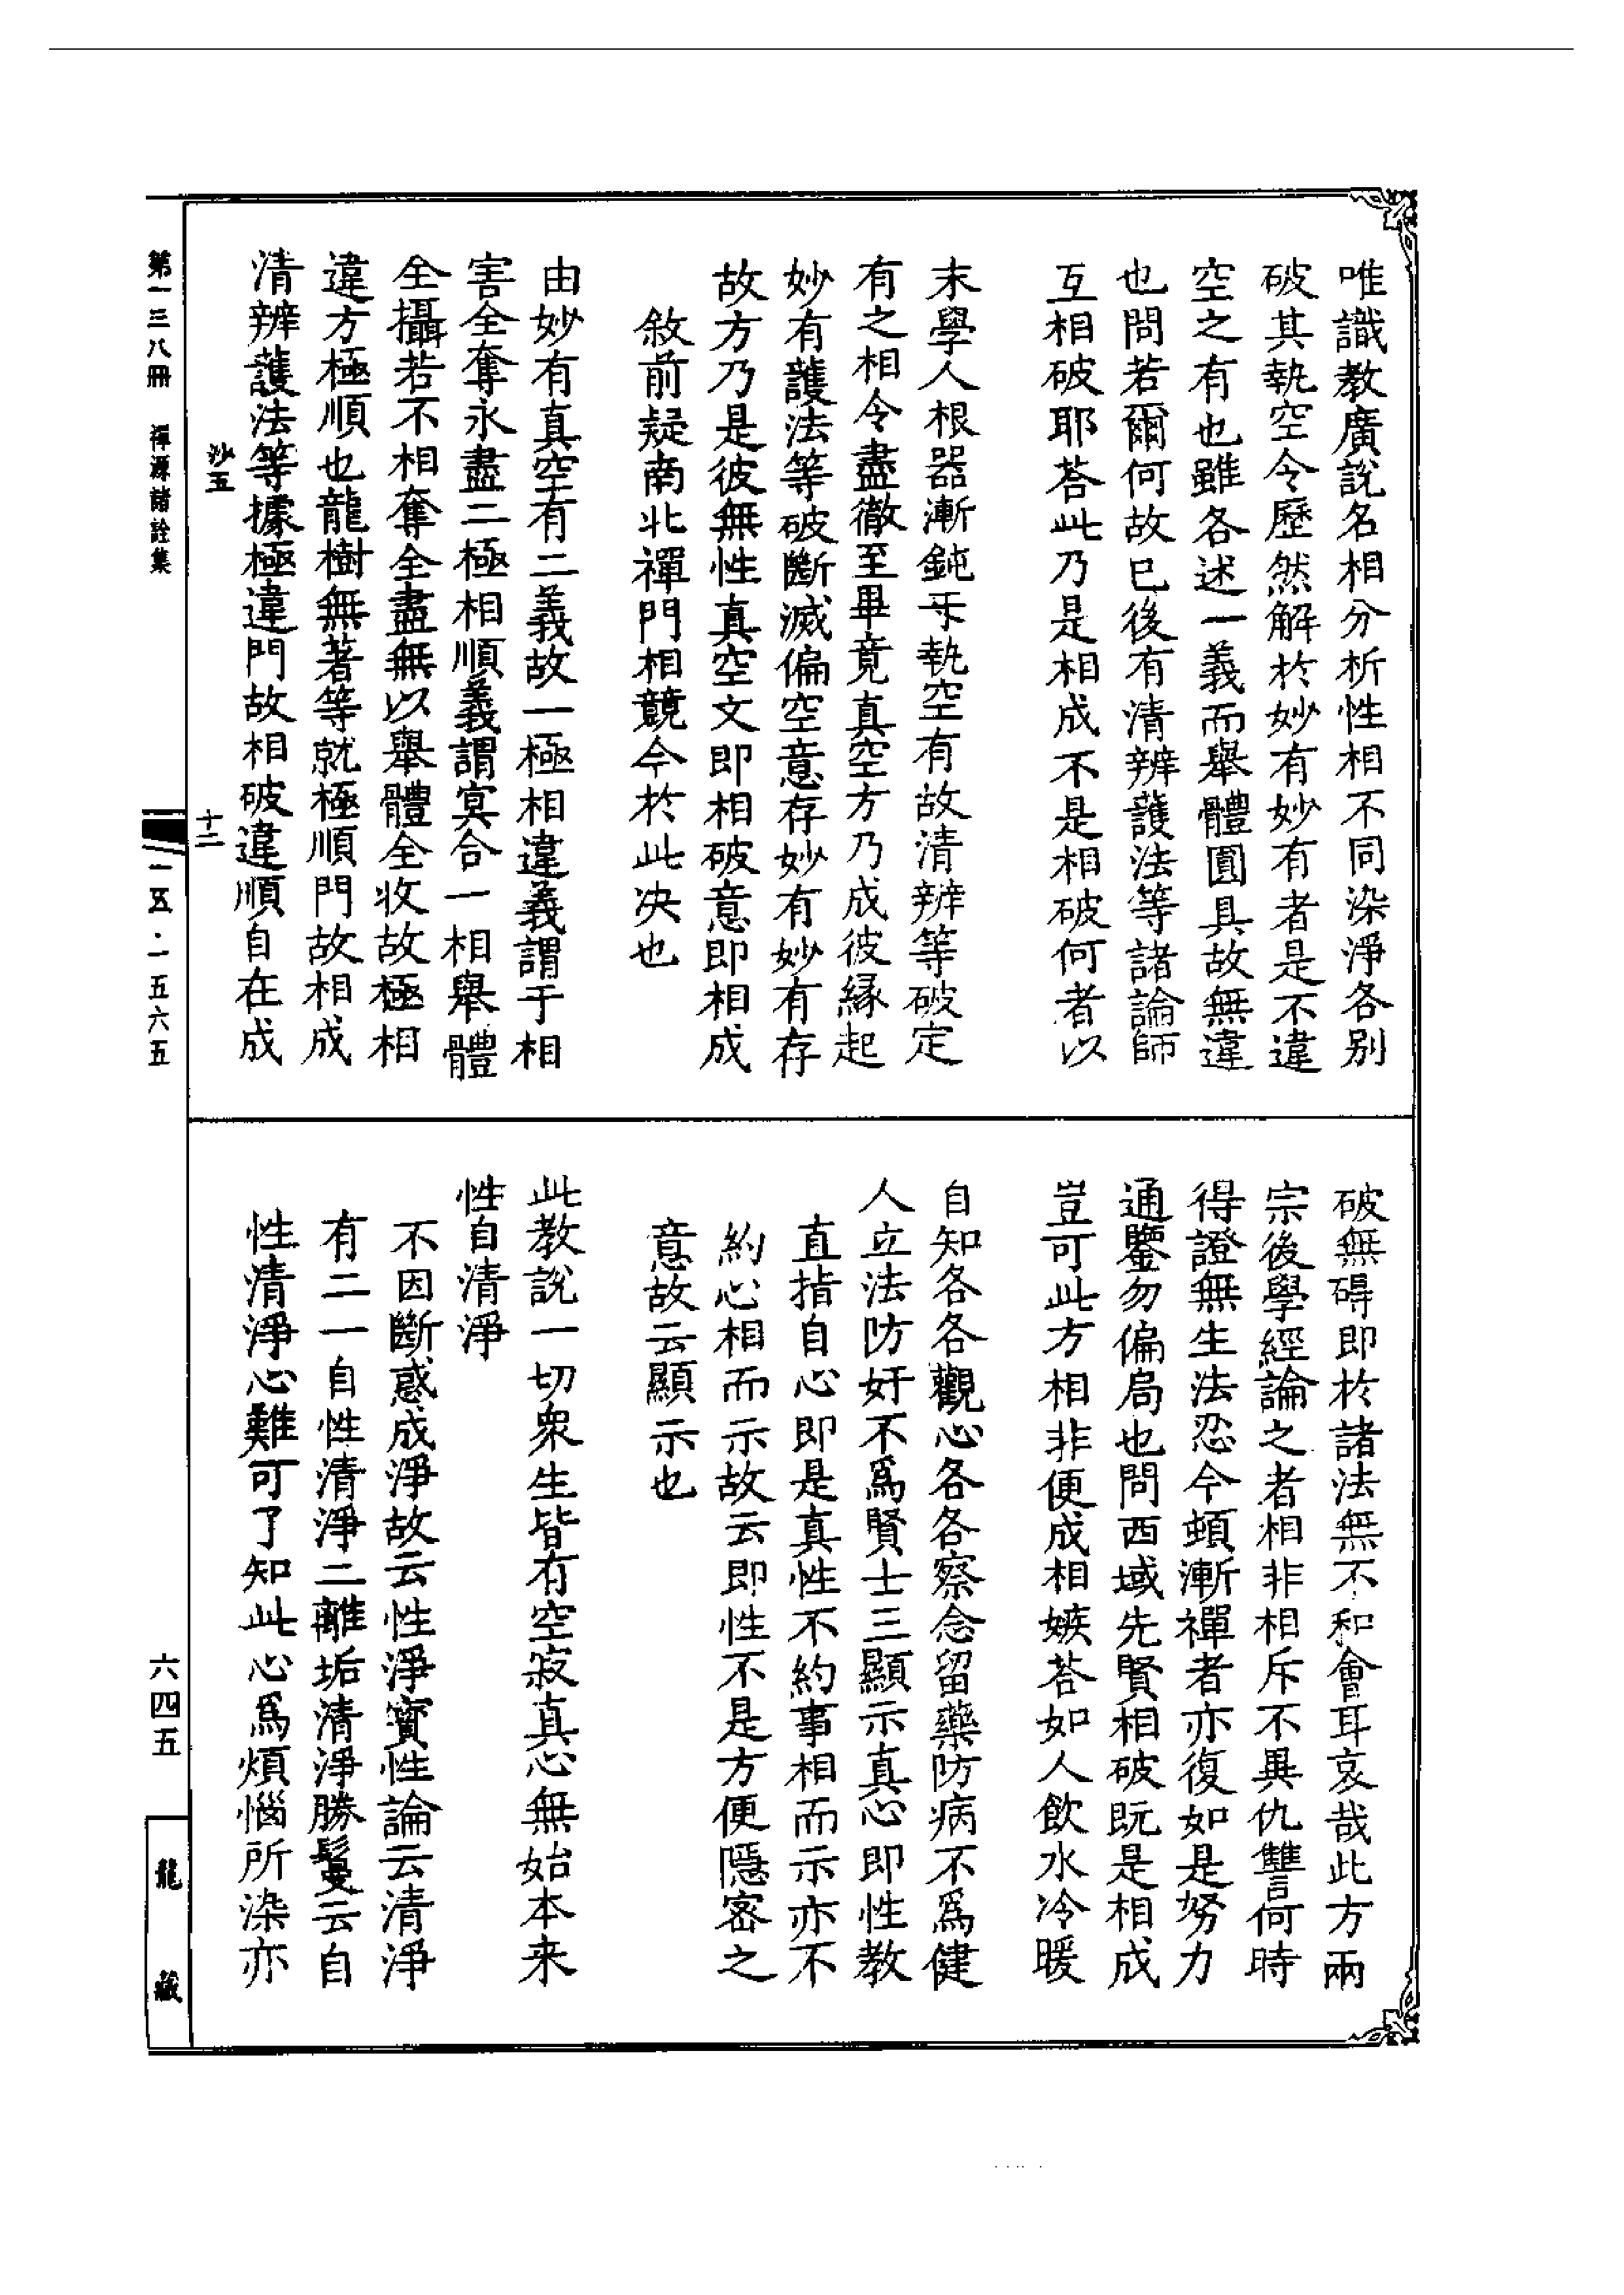 唯識教廣說名相分析性相不同染淨各別
破其執空令歷然解於妙有妙有者是不違
空之有也雖各述一義而舉體圓具故無違
也問若爾何故已後有清辨護法等諸論師
互相破耶荅此乃是相成不是相破何者以
末學人根器漸鈍㸦執空有故清辨等破定
有之相令盡徹至畢竟真空方乃成彼緣起
妙有護法等破斷滅偏空意存妙有妙有存
故方乃是彼無性真空文即相破意即相成
敘前疑南北禪門相競今於此決也
由妙有真空有二義故一極相違義謂于相
害全奪永盡二極相順義謂冥合一相舉體
全攝若不相奪全盡無以舉體全收故極相
違方極順也龍樹無著等就極順門故相成
清辨護法等據極違門故相破違順自在成
破無礙即於諸法無不和會耳哀哉此方兩
宗後學經論之者相非相斥不異仇讐何時
得證無生法忍今頓漸禪者亦復如是努力
通鑒勿偏局也問西域先賢相破既是相成
豈可此方相非便成相嫉荅如人飲水冷暖
自知各各觀心各各察念留藥防病不爲健
人立法防奸不爲賢士三顯示真心即性教
直指自心即是真性不約事相而示亦不
約心相而示故云即性不是方便隱密之
意故云顯示也
此教說一切衆生皆有空寂真心無始本来
性自清淨
不因斷惑成淨故云性淨寶性論云清淨
有二一自性清淨二離垢清淨勝鬘云自
性清淨心難可了知此心爲煩惱所染亦
沙五
十二
第一三八冊　禪源諸詮集
一五五·一五六五
六四五
龍藏